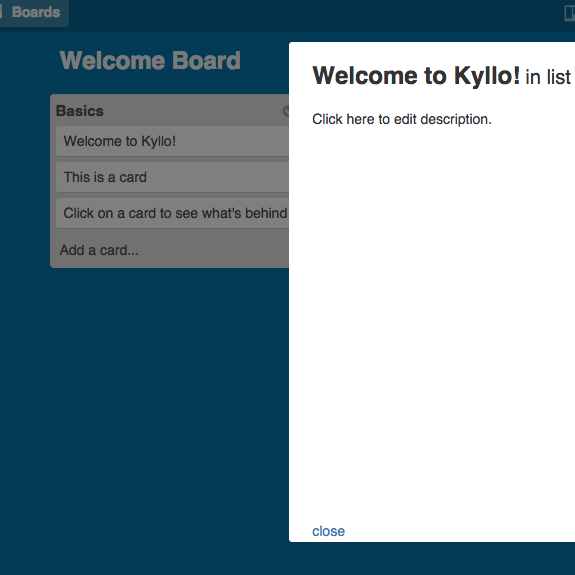 Boards
Welcome Board
Basics
Welcome to Kyllo!
This is a card
Click on a card to see what's behind
Add a card...
Welcome to Kyllo! in list
Click here to edit description.
close